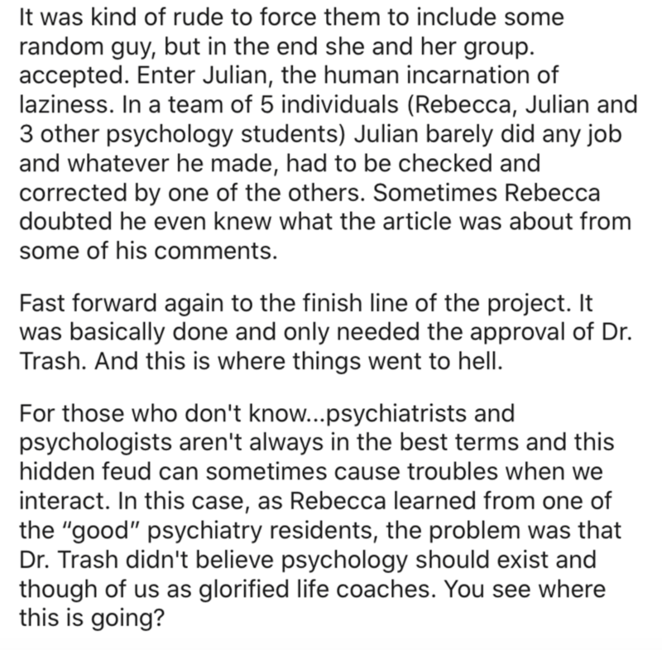 It was kind of rude to force them to include some
random guy, but in the end she and her group.
accepted. Enter Julian, the human incarnation of
laziness. In a team of 5 individuals (Rebecca, Julian and
3 other psychology students) Julian barely did any job
and whatever he made, had to be checked and
corrected by one of the others. Sometimes Rebecca
doubted he even knew what the article was about from
some of his comments.
Fast forward again to the finish line of the project. It
was basically done and only needed the approval of Dr.
Trash. And this is where things went to hell.
For those who don't know...psychiatrists and
psychologists aren't always in the best terms and this
hidden feud can sometimes cause troubles when we
interact. In this case, as Rebecca learned from one of
the “good” psychiatry residents, the problem was that
Dr. Trash didn't believe psychology should exist and
though of us as glorified life coaches. You see where
this is going?